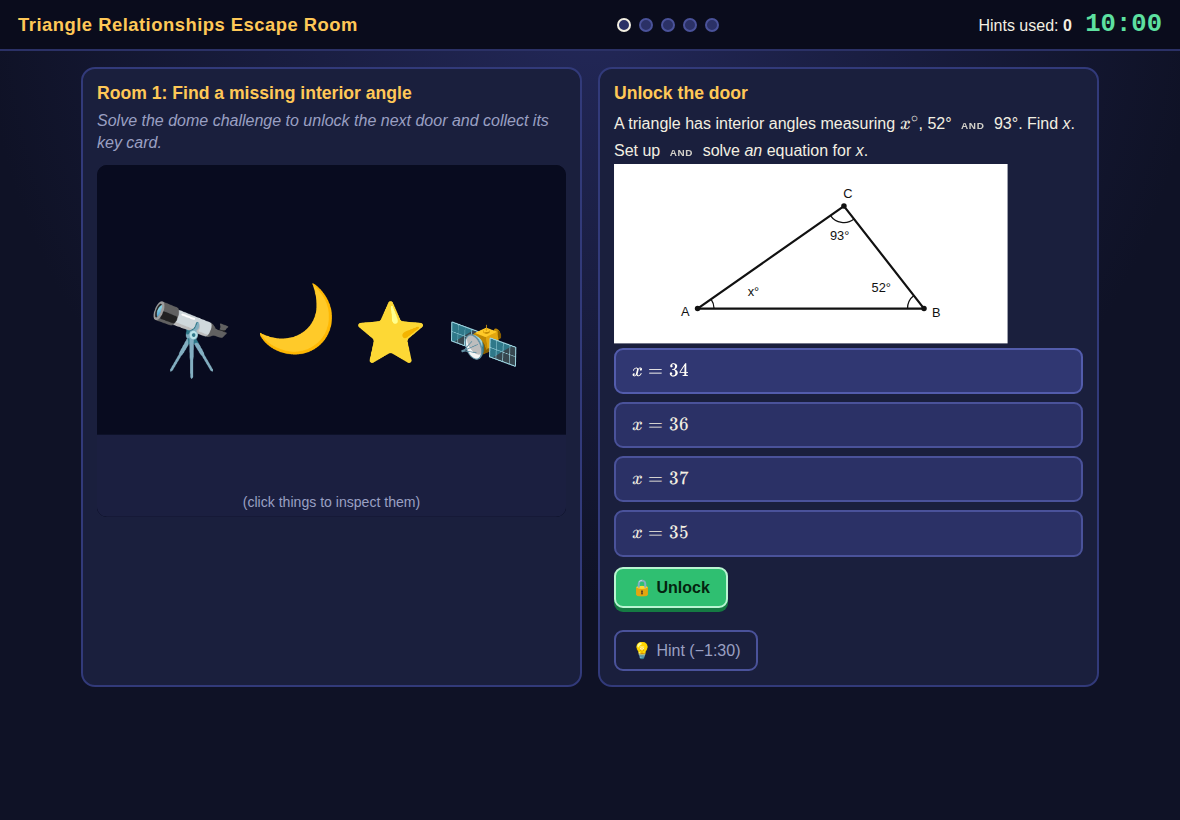 Triangle Relationships Escape Room
Hints used: 0 10:00
Room 1: Find a missing interior angle
Solve the dome challenge to unlock the next door and collect its
key card.
(click things to inspect them)
Unlock the door
A triangle has interior angles measuring x°, 52° AND 93°. Find x.
Set up AND solve an equation for x.
C
93°
x°
52°
A
B
x = 34
x = 36
x = 37
x = 35
🔒 Unlock
💡 Hint (−1:30)